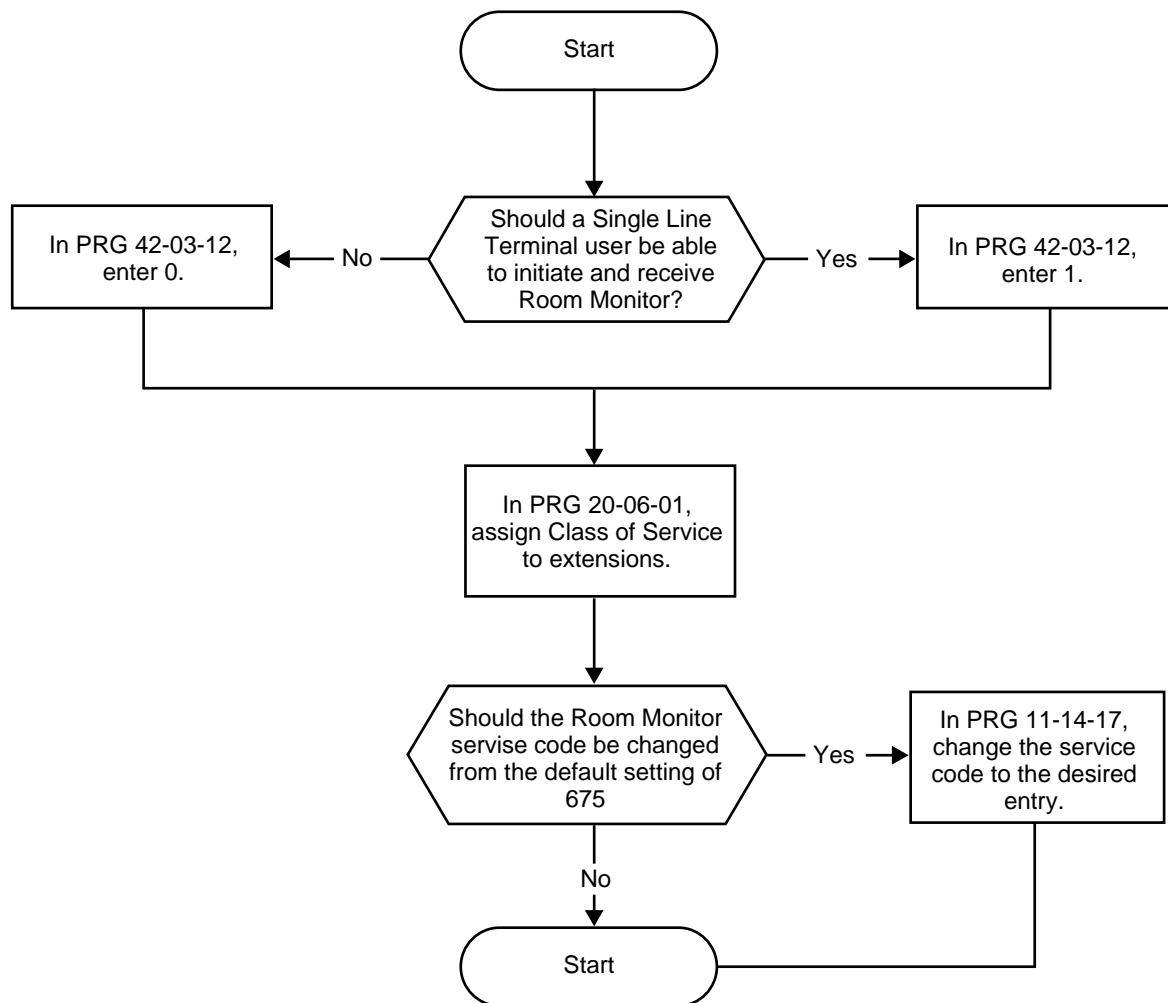 Start
Should a Single Line
Terminal user be able
to initiate and receive
Room Monitor?
No
In PRG 42-03-12,
enter 0.
Yes
In PRG 42-03-12,
enter 1.
In PRG 20-06-01,
assign Class of Service
to extensions.
Should the Room Monitor
servise code be changed
from the default setting of
675
Yes
In PRG 11-14-17,
change the service
code to the desired
entry.
No
Start